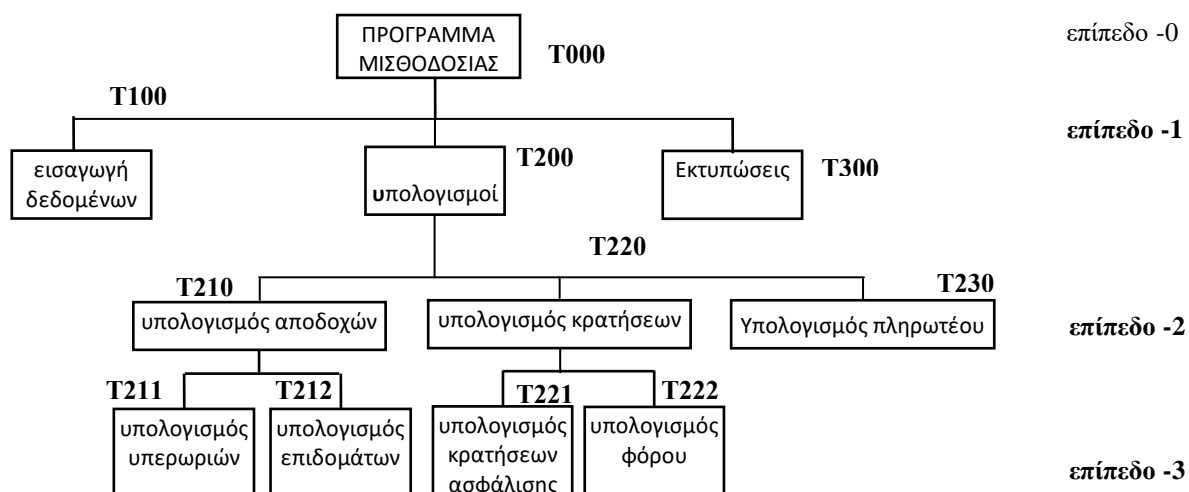 ΠΡΟΓΡΑΜΜΑ
ΜΙΣΘΟΔΟΣΙΑΣ
T000
επίπεδο -0
T100
επίπεδο -1
εισαγωγή
δεδομένων
T200
υπολογισμοί
Εκτυπώσεις
T300
T220
T210
T230
υπολογισμός αποδοχών
υπολογισμός κρατήσεων
Υπολογισμός πληρωτέου
επίπεδο -2
T211
T212
T221
T222
υπολογισμός
υπερωριών
υπολογισμός
επιδομάτων
υπολογισμός
κρατήσεων
ασφάλισης
υπολογισμός
φόρου
επίπεδο -3